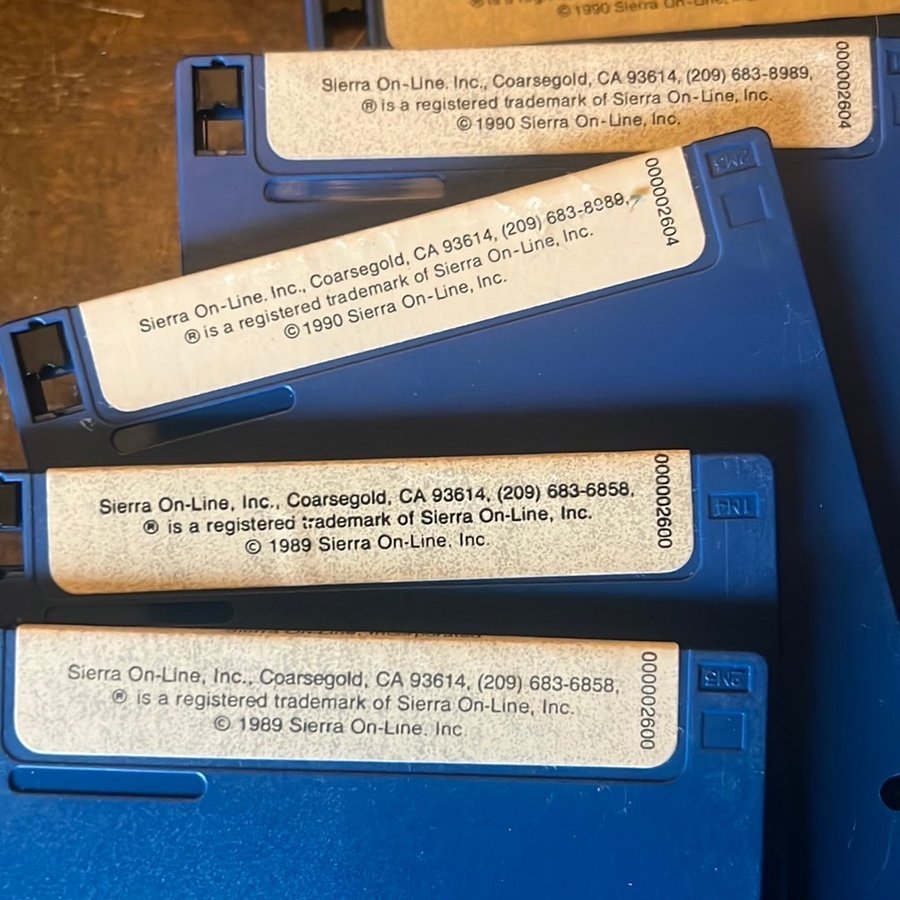 © 1990 Sierra On-Line, Inc.
Sierra On-Line. Inc., Coarsegold, CA 93614, (209) 683-8989,
® is a registered trademark of Sierra On-Line, Inc.
© 1990 Sierra On-Line, Inc.
000002604
2M3
Sierra On-Line. Inc., Coarsegold, CA 93614, (209) 683-8989,
® is a registered trademark of Sierra On-Line, Inc.
© 1990 Sierra On-Line, Inc.
000002604
Sierra On-Line, Inc., Coarsegold, CA 93614, (209) 683-6858,
® is a registered trademark of Sierra On-Line, Inc.
© 1989 Sierra On-Line, Inc.
000002600
Sierra On-Line, Inc., Coarsegold, CA 93614, (209) 683-6858,
® is a registered trademark of Sierra On-Line, Inc.
© 1989 Sierra On-Line. Inc.
000002600